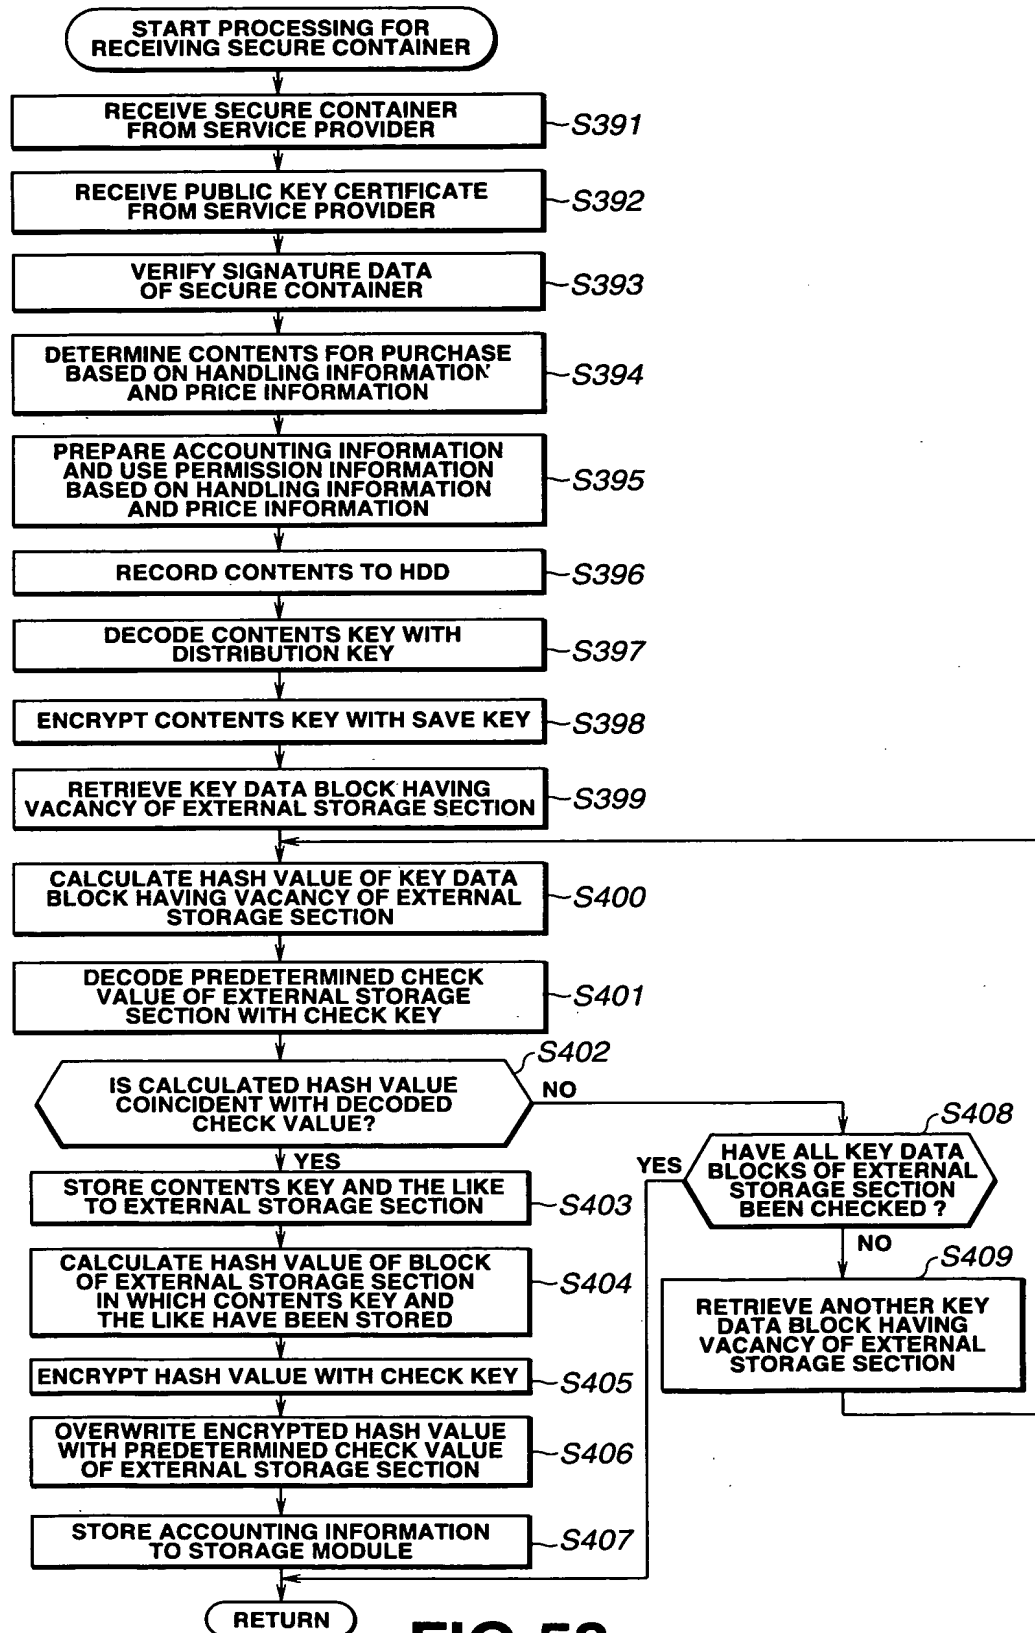 START PROCESSING FOR
RECEIVING SECURE CONTAINER
RECEIVE SECURE CONTAINER
FROM SERVICE PROVIDER
S391
RECEIVE PUBLIC KEY CERTIFICATE
FROM SERVICE PROVIDER
S392
VERIFY SIGNATURE DATA
OF SECURE CONTAINER
S393
DETERMINE CONTENTS FOR PURCHASE
BASED ON HANDLING INFORMATION
AND PRICE INFORMATION
S394
PREPARE ACCOUNTING INFORMATION
AND USE PERMISSION INFORMATION
BASED ON HANDLING INFORMATION
AND PRICE INFORMATION
S395
RECORD CONTENTS TO HDD
S396
DECODE CONTENTS KEY WITH
DISTRIBUTION KEY
S397
ENCRYPT CONTENTS KEY WITH SAVE KEY
S398
RETRIEVE KEY DATA BLOCK HAVING
VACANCY OF EXTERNAL STORAGE SECTION
S399
CALCULATE HASH VALUE OF KEY DATA
BLOCK HAVING VACANCY OF EXTERNAL
STORAGE SECTION
S400
DECODE PREDETERMINED CHECK
VALUE OF EXTERNAL STORAGE
SECTION WITH CHECK KEY
S401
S402
IS CALCULATED HASH VALUE
COINCIDENT WITH DECODED
CHECK VALUE?
NO
YES
S408
HAVE ALL KEY DATA
BLOCKS OF EXTERNAL
STORAGE SECTION
BEEN CHECKED ?
YES
NO
S409
RETRIEVE ANOTHER KEY
DATA BLOCK HAVING
VACANCY OF EXTERNAL
STORAGE SECTION
STORE CONTENTS KEY AND THE LIKE
TO EXTERNAL STORAGE SECTION
S403
CALCULATE HASH VALUE OF BLOCK
OF EXTERNAL STORAGE SECTION
IN WHICH CONTENTS KEY AND
THE LIKE HAVE BEEN STORED
S404
ENCRYPT HASH VALUE WITH CHECK KEY
S405
OVERWRITE ENCRYPTED HASH VALUE
WITH PREDETERMINED CHECK VALUE
OF EXTERNAL STORAGE SECTION
S406
STORE ACCOUNTING INFORMATION
TO STORAGE MODULE
S407
RETURN